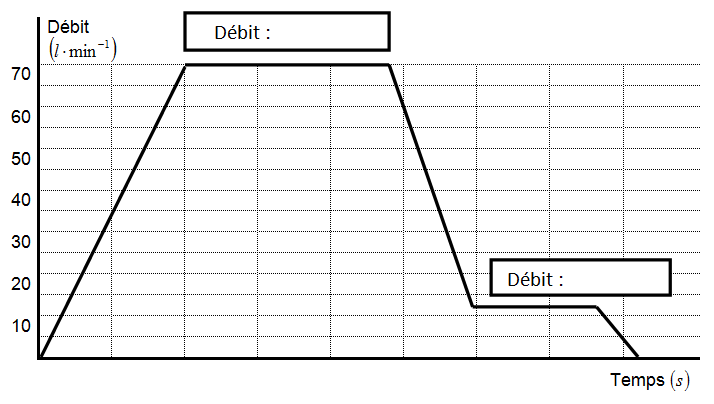 Débit
(l · min⁻¹)
Débit :
70
60
50
40
30
20
10
Débit :
Temps (s)